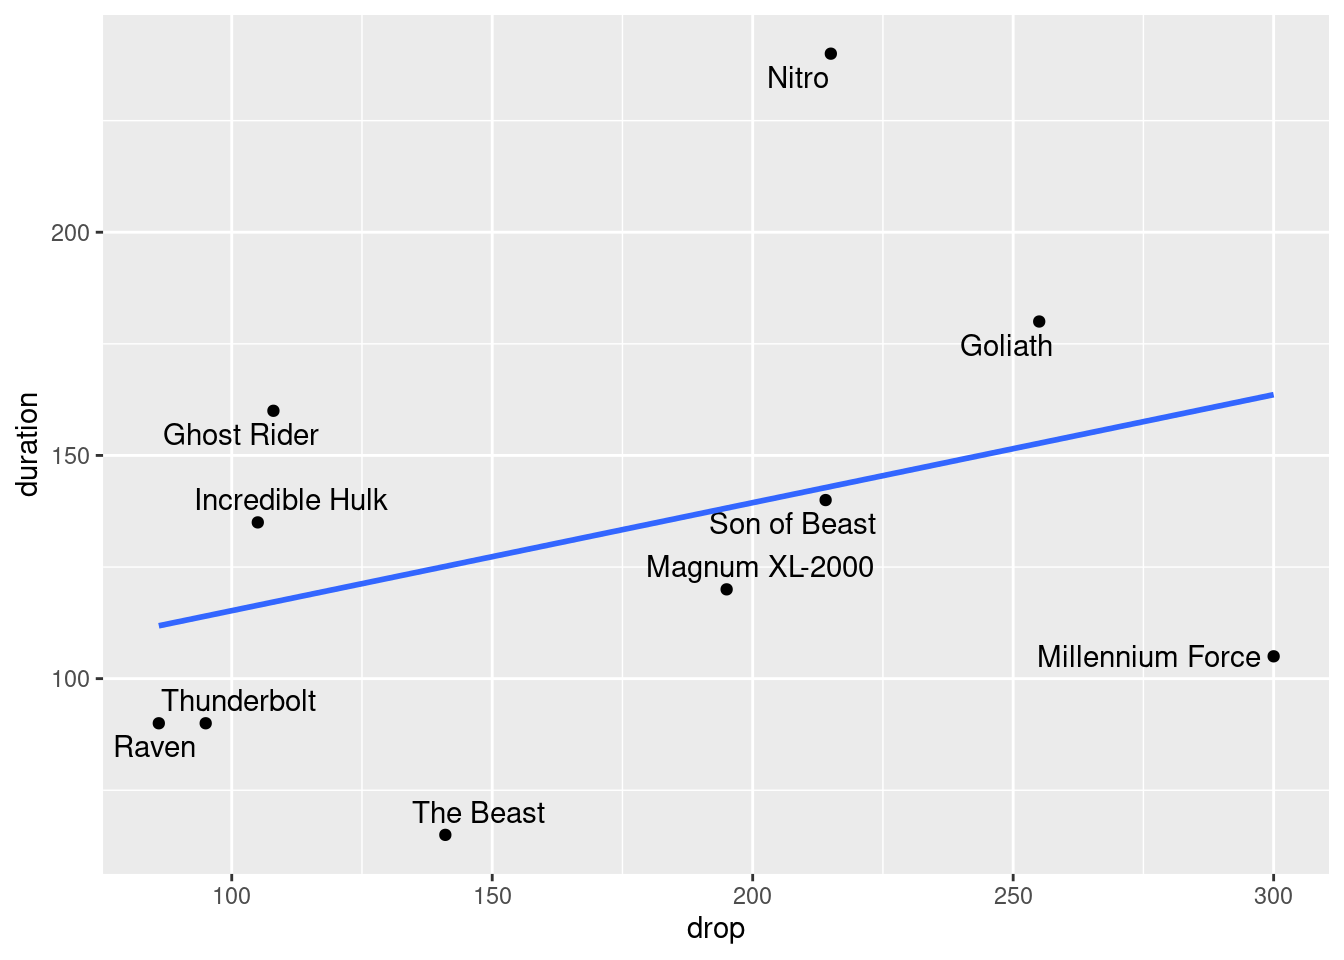 Nitro
200
Goliath
Ghost Rider
150
duration
Incredible Hulk
Son of Beast
Magnum XL-2000
Millennium Force
100
Thunderbolt
Raven
The Beast
100 150 200 250 300
drop